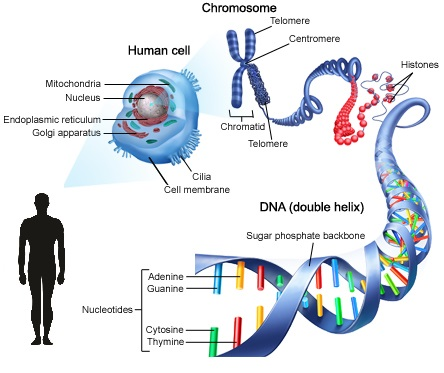 Chromosome
Telomere
Centromere
Human cell
Histones
Mitochondria
Nucleus
Endoplasmic reticulum
Golgi apparatus
Chromatid
Telomere
Cilia
Cell membrane
DNA (double helix)
Sugar phosphate backbone
Adenine
Guanine
Nucleotides
Cytosine
Thymine